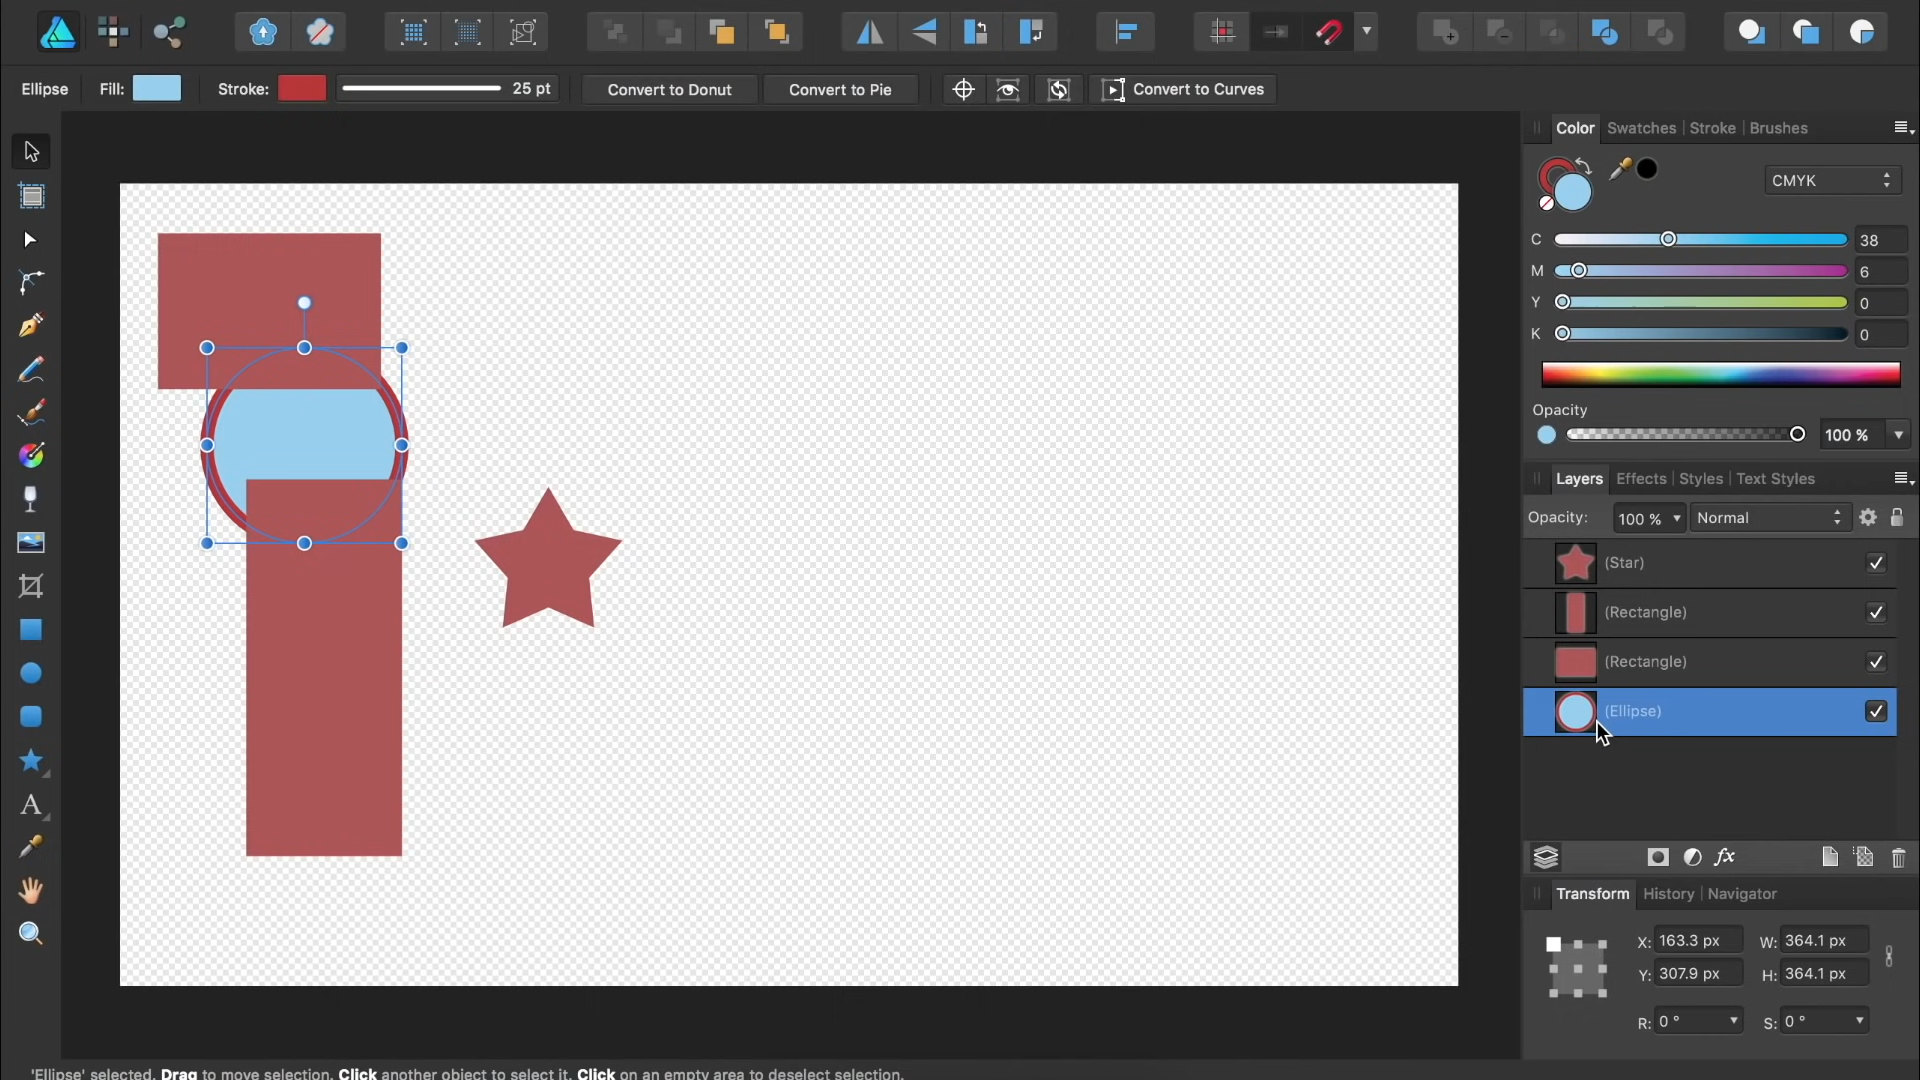 Ellipse Fill: Stroke: 25 pt Convert to Donut Convert to Pie Convert to Curves
Color Swatches Stroke Brushes
CMYK
C 38
M 6
Y 0
K 0
Opacity
100 %
Layers Effects Styles Text Styles
Opacity: 100 % Normal
(Star)
(Rectangle)
(Rectangle)
(Ellipse)
fx
Transform History Navigator
X: 163.3 px W: 364.1 px
Y: 307.9 px H: 364.1 px
R: 0 ° S: 0 °
A
'Ellipse' selected. Drag to move selection. Click another object to select it. Click on an empty area to deselect selection.